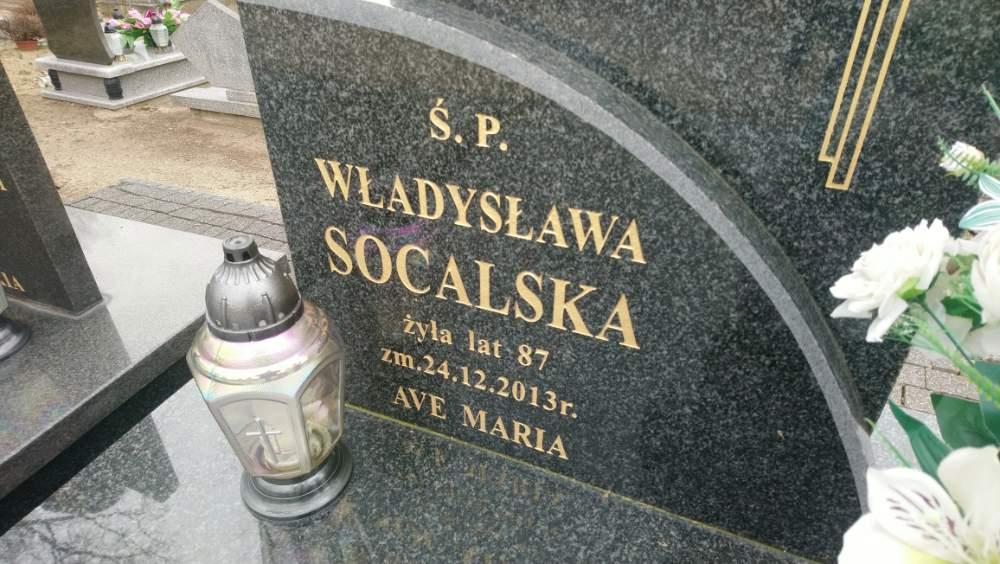 Ś. P.
WŁADYSŁAWA
SOCALSKA
żyła lat 87
zm.24.12.2013r.
AVE MARIA